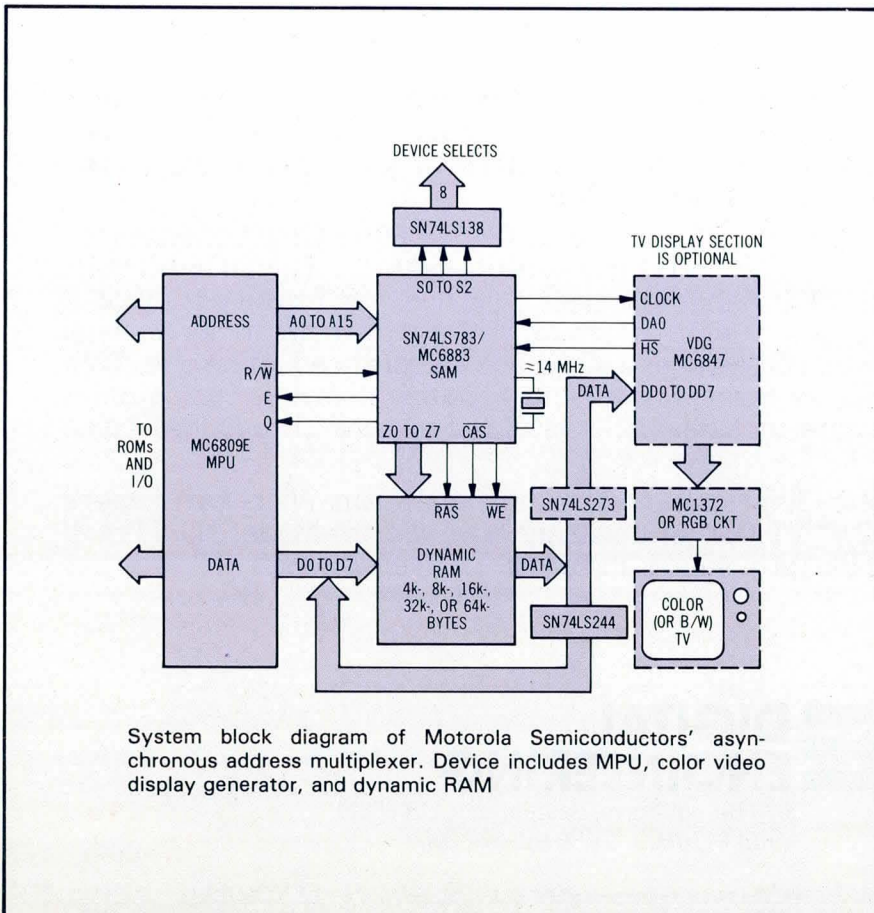 DEVICE SELECTS
8
SN74LS138
TV DISPLAY SECTION
IS OPTIONAL
S0 TO S2
ADDRESS
A0 TO A15
SN74LS783/
MC6883
SAM
CLOCK
DA0
HS
VDG
MC6847
≈14 MHz
R/W
E
Q
DATA
DD0 TO DD7
TO
ROMs
AND
I/O
MC6809E
MPU
Z0 TO Z7
CAS
RAS
WE
SN74LS273
MC1372
OR RGB CKT
DATA
D0 TO D7
DYNAMIC
RAM
4k-, 8k-, 16k-,
32k-, OR 64k-
BYTES
DATA
SN74LS244
COLOR
(OR B/W)
TV
System block diagram of Motorola Semiconductors' asyn-
chronous address multiplexer. Device includes MPU, color video
display generator, and dynamic RAM